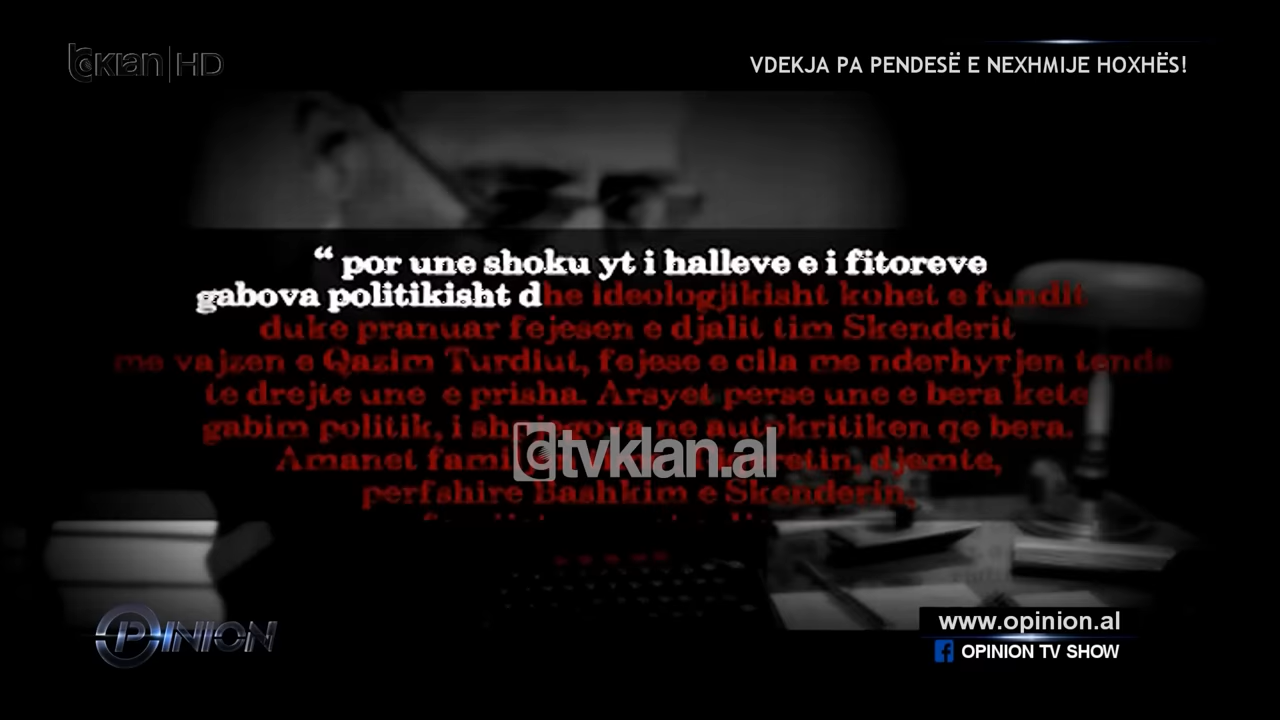 tvklan HD
VDEKJA PA PENDESË E NEXHMIJE HOXHËS!
“ por une shoku yt i halleve e i fitoreve
gabova politikisht dhe ideologjikisht kohet e fundit
duke pranuar fejesen e djalit tim Skenderit
me vajzen e Qazim Turdiut, fejese e cila me nderhyrjen tende
te drejte une e prisha. Arsyet perse une e bera kete
gabim politik, i ne autokritiken qe bera.
Amanet djemte,
perfshire Bashkim e Skenderin,
tvklan.al
OPINION
www.opinion.al
OPINION TV SHOW